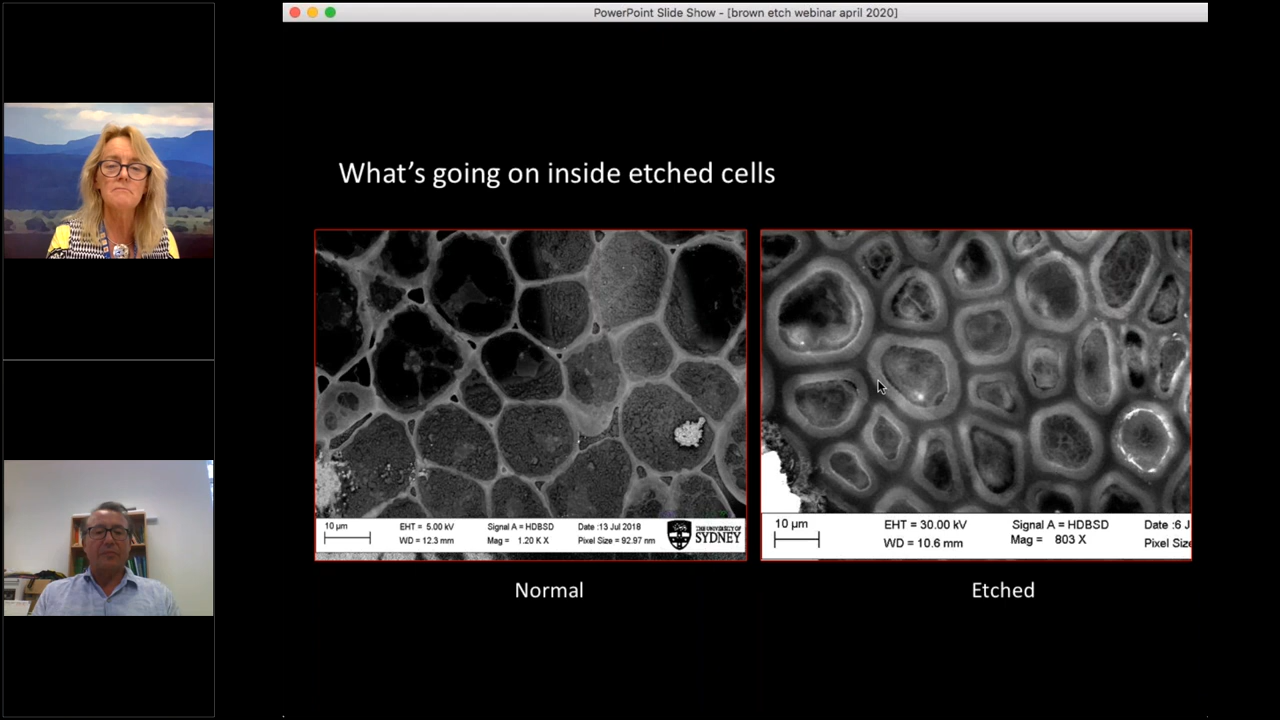 PowerPoint Slide Show - [brown etch webinar april 2020]
What's going on inside etched cells
10 µm
EHT = 5.00 kV
Signal A = HDBSD
Date :13 Jul 2018
WD = 12.3 mm
Mag = 1.20 K X
Pixel Size = 92.97 nm
THE UNIVERSITY OF
SYDNEY
10 µm
EHT = 30.00 kV
Signal A = HDBSD
Date :6 J
WD = 10.6 mm
Mag = 803 X
Pixel Size
Normal
Etched